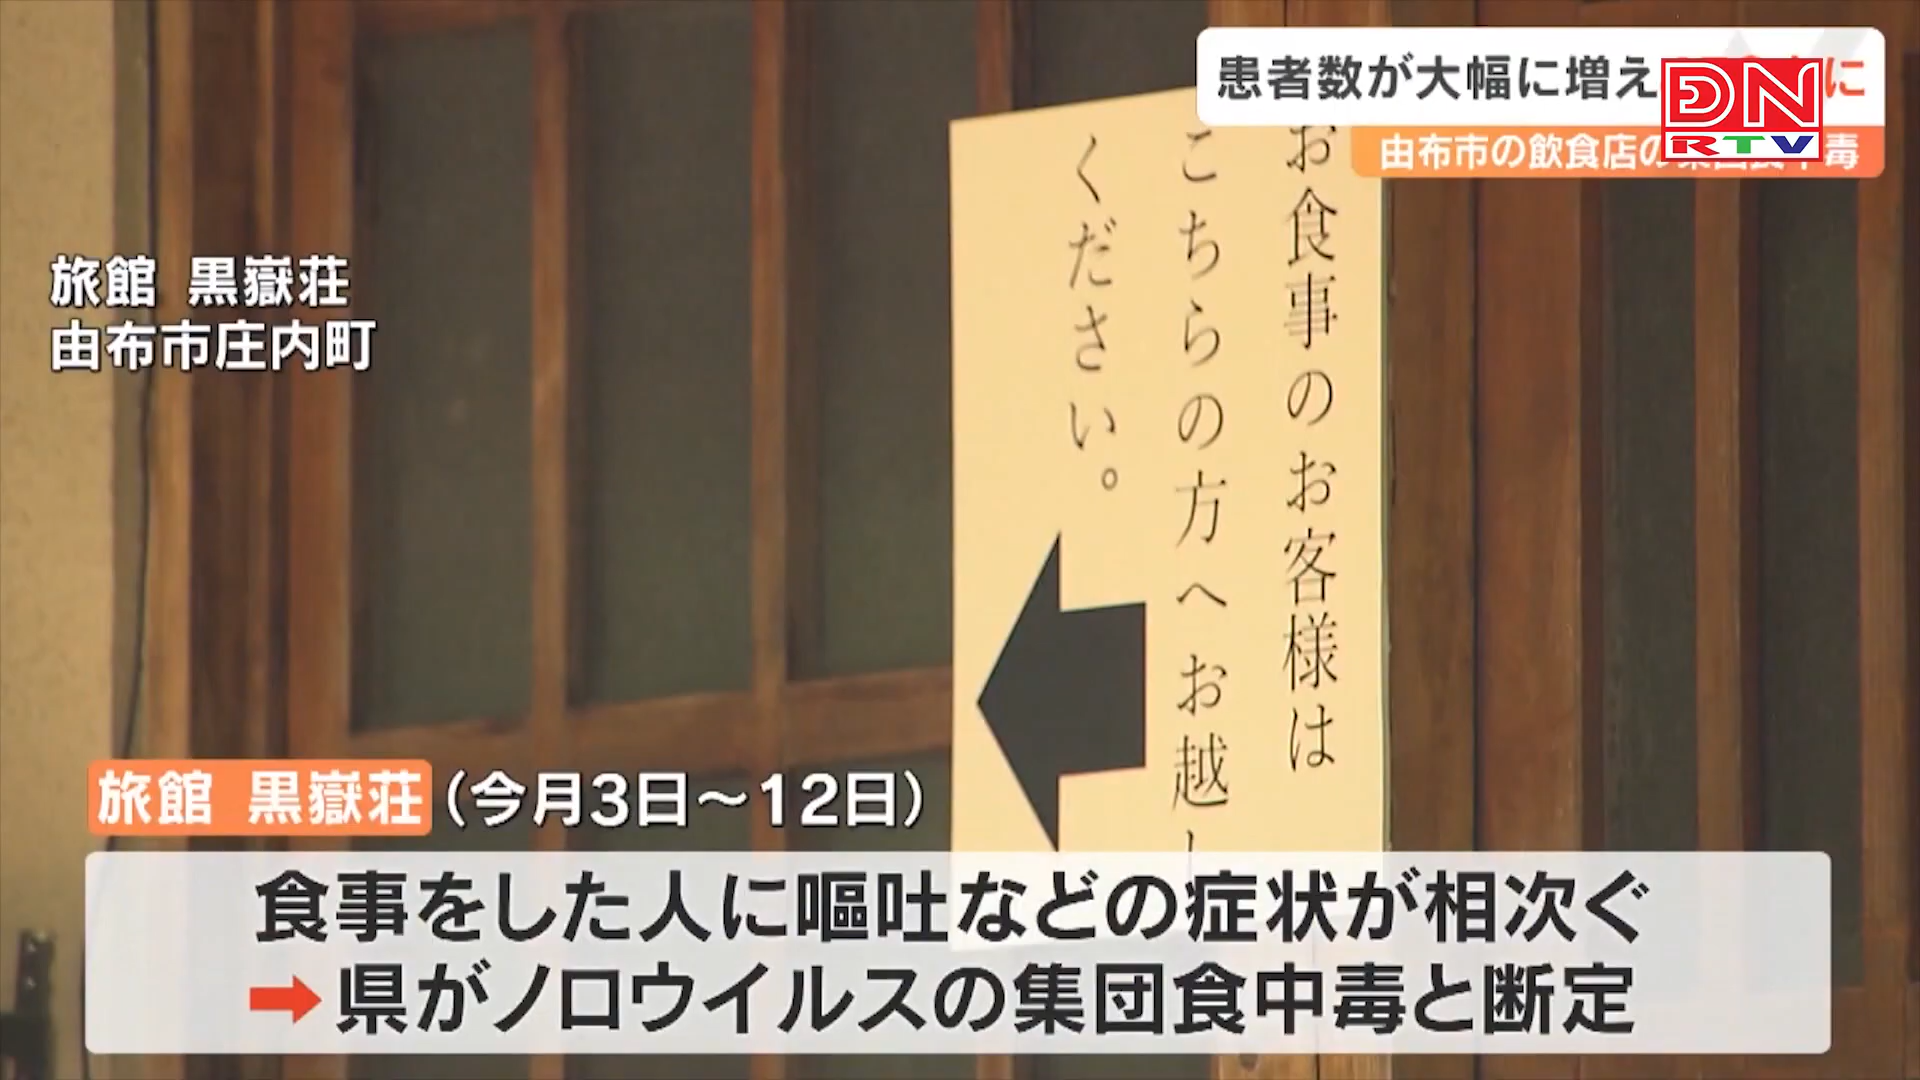 患者数が大幅に増え
に
ĐN
RTV
由布市の飲食店の
毒
旅館 黒嶽荘
由布市庄内町
お食事のお客様は
こちらの方へお越し
ください。
旅館 黒嶽荘(今月3日~12日)
食事をした人に嘔吐などの症状が相次ぐ
➡県がノロウイルスの集団食中毒と断定